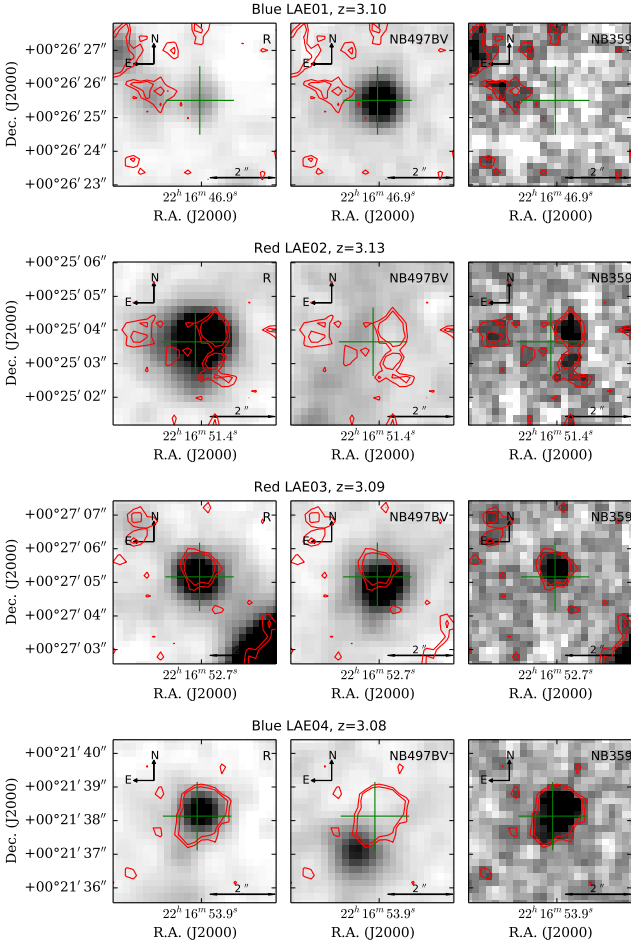 Blue LAE01, z=3.10
Dec. (J2000)
+00°26′27″
+00°26′26″
+00°26′25″
+00°26′24″
+00°26′23″
R
N
E
2″
22ʰ16ᵐ46.9ˢ
R.A. (J2000)
NB497BV
N
E
2″
22ʰ16ᵐ46.9ˢ
R.A. (J2000)
NB359
N
E
2″
22ʰ16ᵐ46.9ˢ
R.A. (J2000)
Red LAE02, z=3.13
Dec. (J2000)
+00°25′06″
+00°25′05″
+00°25′04″
+00°25′03″
+00°25′02″
R
N
E
2″
22ʰ16ᵐ51.4ˢ
R.A. (J2000)
NB497BV
N
E
2″
22ʰ16ᵐ51.4ˢ
R.A. (J2000)
NB359
N
E
2″
22ʰ16ᵐ51.4ˢ
R.A. (J2000)
Red LAE03, z=3.09
Dec. (J2000)
+00°27′07″
+00°27′06″
+00°27′05″
+00°27′04″
+00°27′03″
R
N
E
2″
22ʰ16ᵐ52.7ˢ
R.A. (J2000)
NB497BV
N
E
2″
22ʰ16ᵐ52.7ˢ
R.A. (J2000)
NB359
N
E
2″
22ʰ16ᵐ52.7ˢ
R.A. (J2000)
Blue LAE04, z=3.08
Dec. (J2000)
+00°21′40″
+00°21′39″
+00°21′38″
+00°21′37″
+00°21′36″
R
N
E
2″
22ʰ16ᵐ53.9ˢ
R.A. (J2000)
NB497BV
N
E
2″
22ʰ16ᵐ53.9ˢ
R.A. (J2000)
NB359
N
E
2″
22ʰ16ᵐ53.9ˢ
R.A. (J2000)